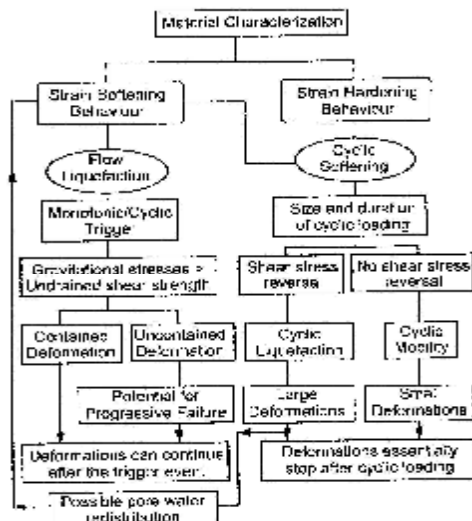 Material Characterization
Strain Softening
Behaviour
Strain Hardening
Behaviour
Flow
Liquefaction
Cyclic
Softening
Monotonic/Cyclic
Trigger
Size and duration
of cyclic loading
Gravitational stresses >
Undrained shear strength
Shear stress
reverse
No shear stress
reversal
Contained
Deformation
Uncontained
Deformation
Cyclic
Liquefaction
Cyclic
Mobility
Potential for
Progressive Failure
Large
Deformations
Small
Deformations
Deformations can continue
after the trigger event
Deformations essentially
stop after cyclic loading
Possible pore water
redistribution